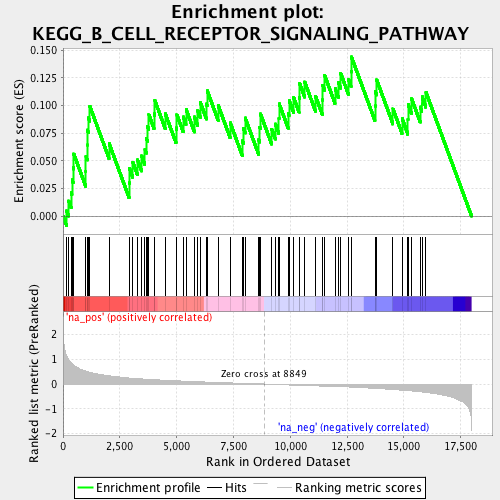 Enrichment plot:
KEGG_B_CELL_RECEPTOR_SIGNALING_PATHWAY
Enrichment score (ES)
0.150
0.125
0.100
0.075
0.050
0.025
0.000
'na_pos' (positively correlated)
Ranked list metric (PreRanked)
2
1
0
-1
-2
Zero cross at 8849
'na_neg' (negatively correlated)
0
2,500
5,000
7,500
10,000
12,500
15,000
17,500
Rank in Ordered Dataset
Enrichment profile
Hits
Ranking metric scores